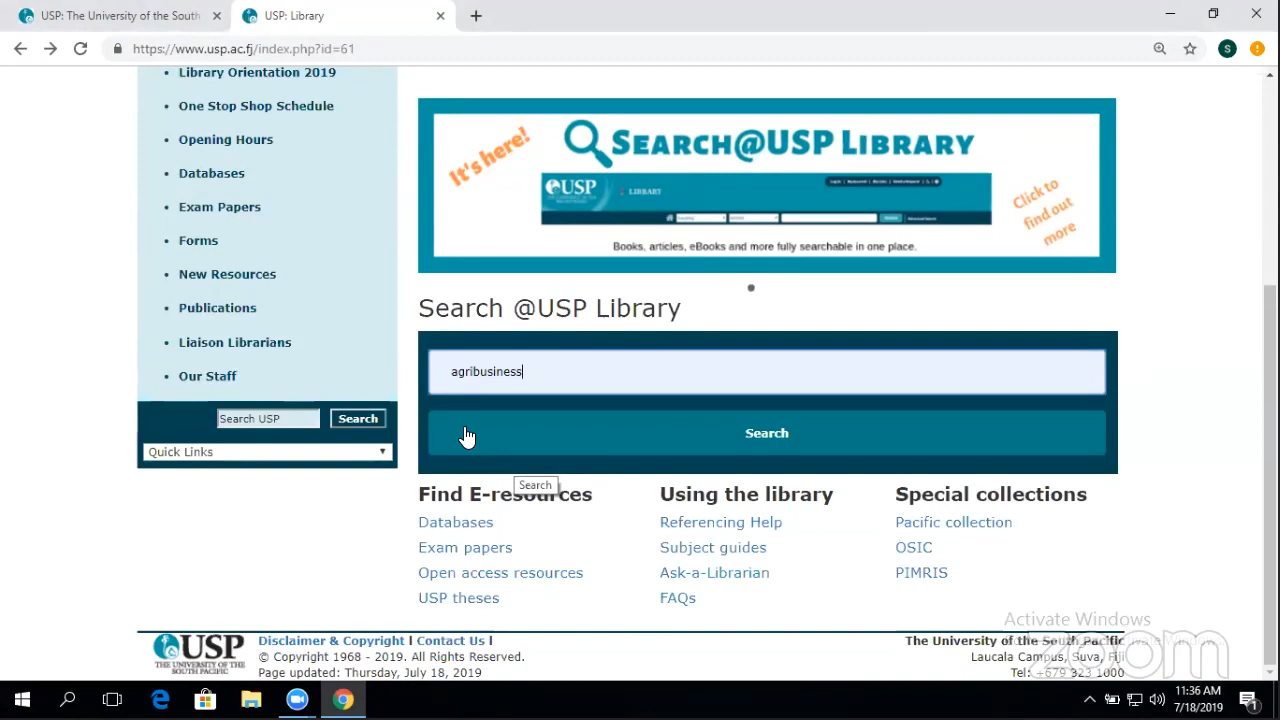 USP: The University of the South
USP: Library
https://www.usp.ac.fj/index.php?id=61
S
Library Orientation 2019
One Stop Shop Schedule
Opening Hours
Databases
Exam Papers
Forms
New Resources
Publications
Liaison Librarians
Our Staff
Search USP
Search
Quick Links
It's here!
SEARCH@USP LIBRARY
USP
LIBRARY
Click to
find out
more
Books, articles, eBooks and more fully searchable in one place.
Search @USP Library
agribusiness
Search
Search
Find E-resources
Databases
Exam papers
Open access resources
USP theses
Using the library
Referencing Help
Subject guides
Ask-a-Librarian
FAQs
Special collections
Pacific collection
OSIC
PIMRIS
Activate Windows
zoom
USP
THE UNIVERSITY OF THE
SOUTH PACIFIC
Disclaimer & Copyright I Contact Us I
© Copyright 1968 - 2019. All Rights Reserved.
Page updated: Thursday, July 18, 2019
The University of the South Pacific
Laucala Campus, Suva, Fiji
Tel: +679 323 1000
11:36 AM
7/18/2019
1